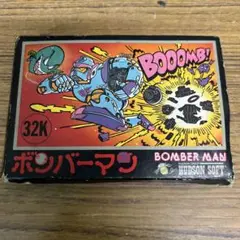 BOOOMB!
32K
ボンバーマン
BOMBER MAN
HUDSON SOFT